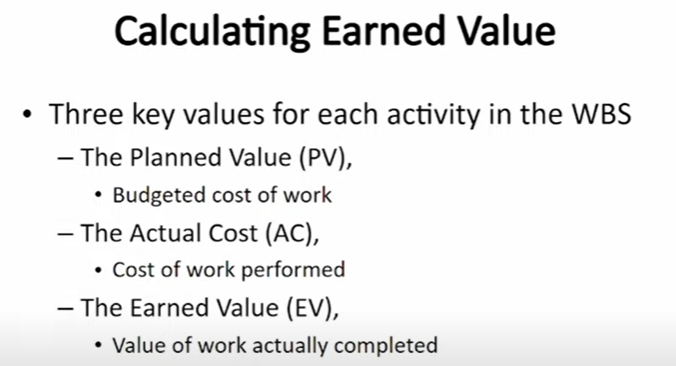 Calculating Earned Value
• Three key values for each activity in the WBS
– The Planned Value (PV),
• Budgeted cost of work
– The Actual Cost (AC),
• Cost of work performed
– The Earned Value (EV),
• Value of work actually completed